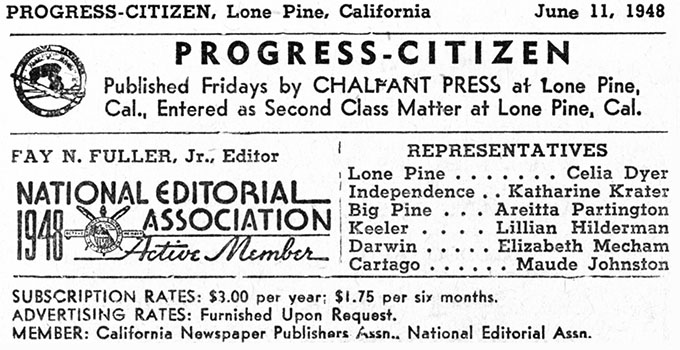 PROGRESS-CITIZEN, Lone Pine, California June 11, 1948
PROGRESS-CITIZEN
Published Fridays by CHALFANT PRESS at Lone Pine,
Cal., Entered as Second Class Matter at Lone Pine, Cal.
FAY N. FULLER, Jr., Editor
NATIONAL EDITORIAL
1948 ASSOCIATION
Active Member
REPRESENTATIVES
Lone Pine . . . . . . . Celia Dyer
Independence . . Katharine Krater
Big Pine . . . Areitta Partington
Keeler . . . . Lillian Hilderman
Darwin . . . . . Elizabeth Mecham
Cartago . . . . . . Maude Johnston
SUBSCRIPTION RATES: $3.00 per year; $1.75 per six months.
ADVERTISING RATES: Furnished Upon Request.
MEMBER: California Newspaper Publishers Assn., National Editorial Assn.